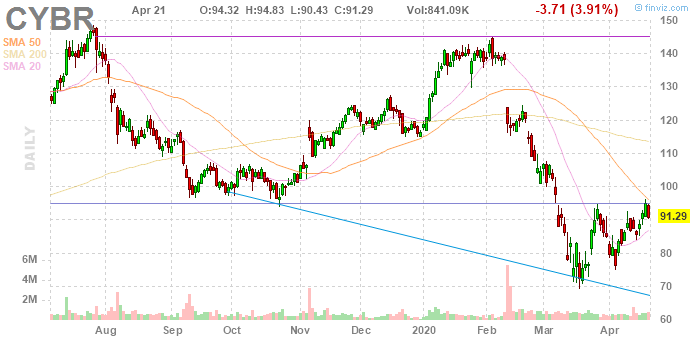 © finviz.com
CYBR
Apr 21 O:94.32 H:94.83 L:90.43 C:91.29 Vol:841.09K -3.71 (3.91%)
SMA 50
SMA 200
SMA 20
DAILY
150
140
130
120
110
100
91.29
80
70
60
6M
4M
2M
Aug Sep Oct Nov Dec 2020 Feb Mar Apr